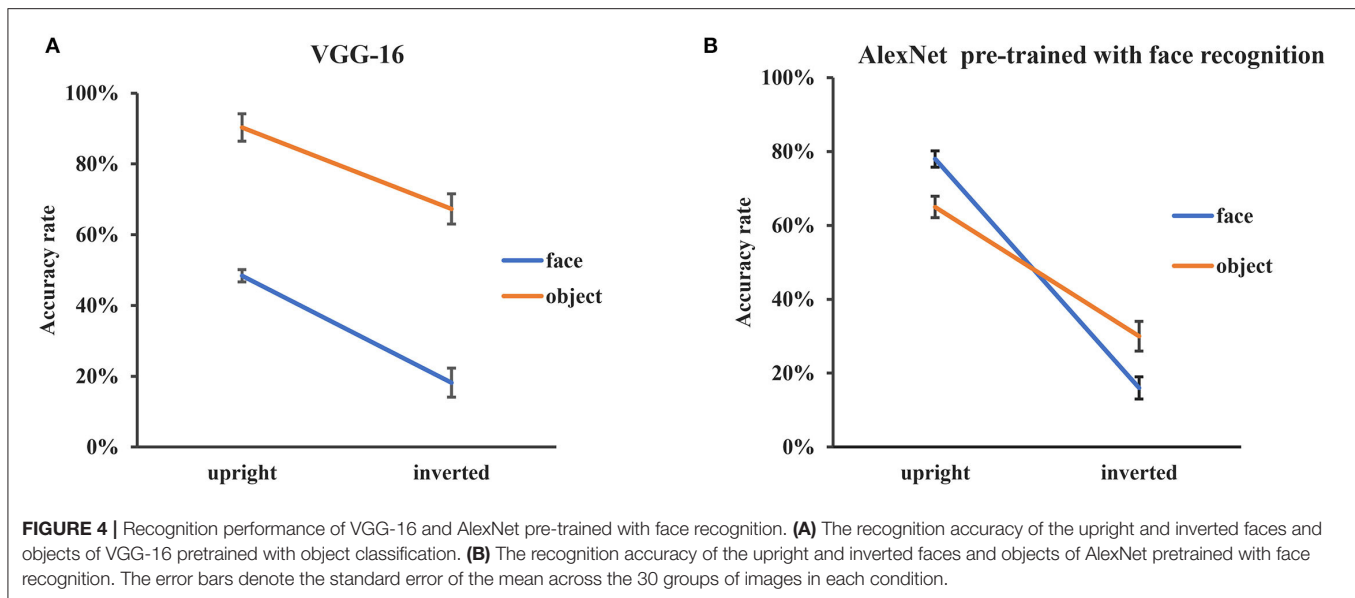 A
VGG-16
100%
80%
60%
40%
20%
0%
Accuracy rate
face
object
upright inverted
B
AlexNet pre-trained with face recognition
100%
80%
60%
40%
20%
0%
Accuracy rate
face
object
upright inverted
FIGURE 4 | Recognition performance of VGG-16 and AlexNet pre-trained with face recognition. (A) The recognition accuracy of the upright and inverted faces and
objects of VGG-16 pretrained with object classification. (B) The recognition accuracy of the upright and inverted faces and objects of AlexNet pretrained with face
recognition. The error bars denote the standard error of the mean across the 30 groups of images in each condition.